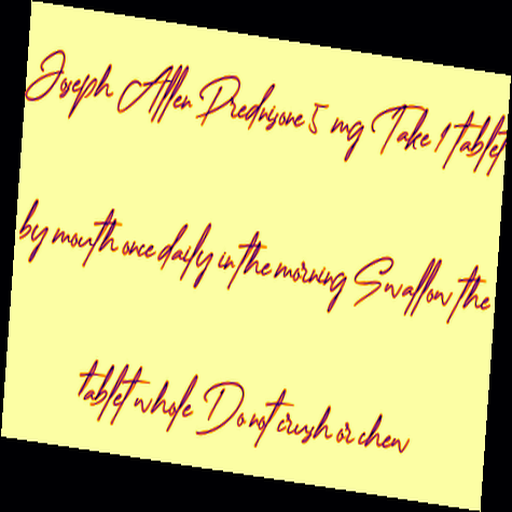 Joseph Allen Prednisone 5 mg Take 1 tablet
by mouth once daily in the morning Swallow the
tablet whole Do not crush or chew